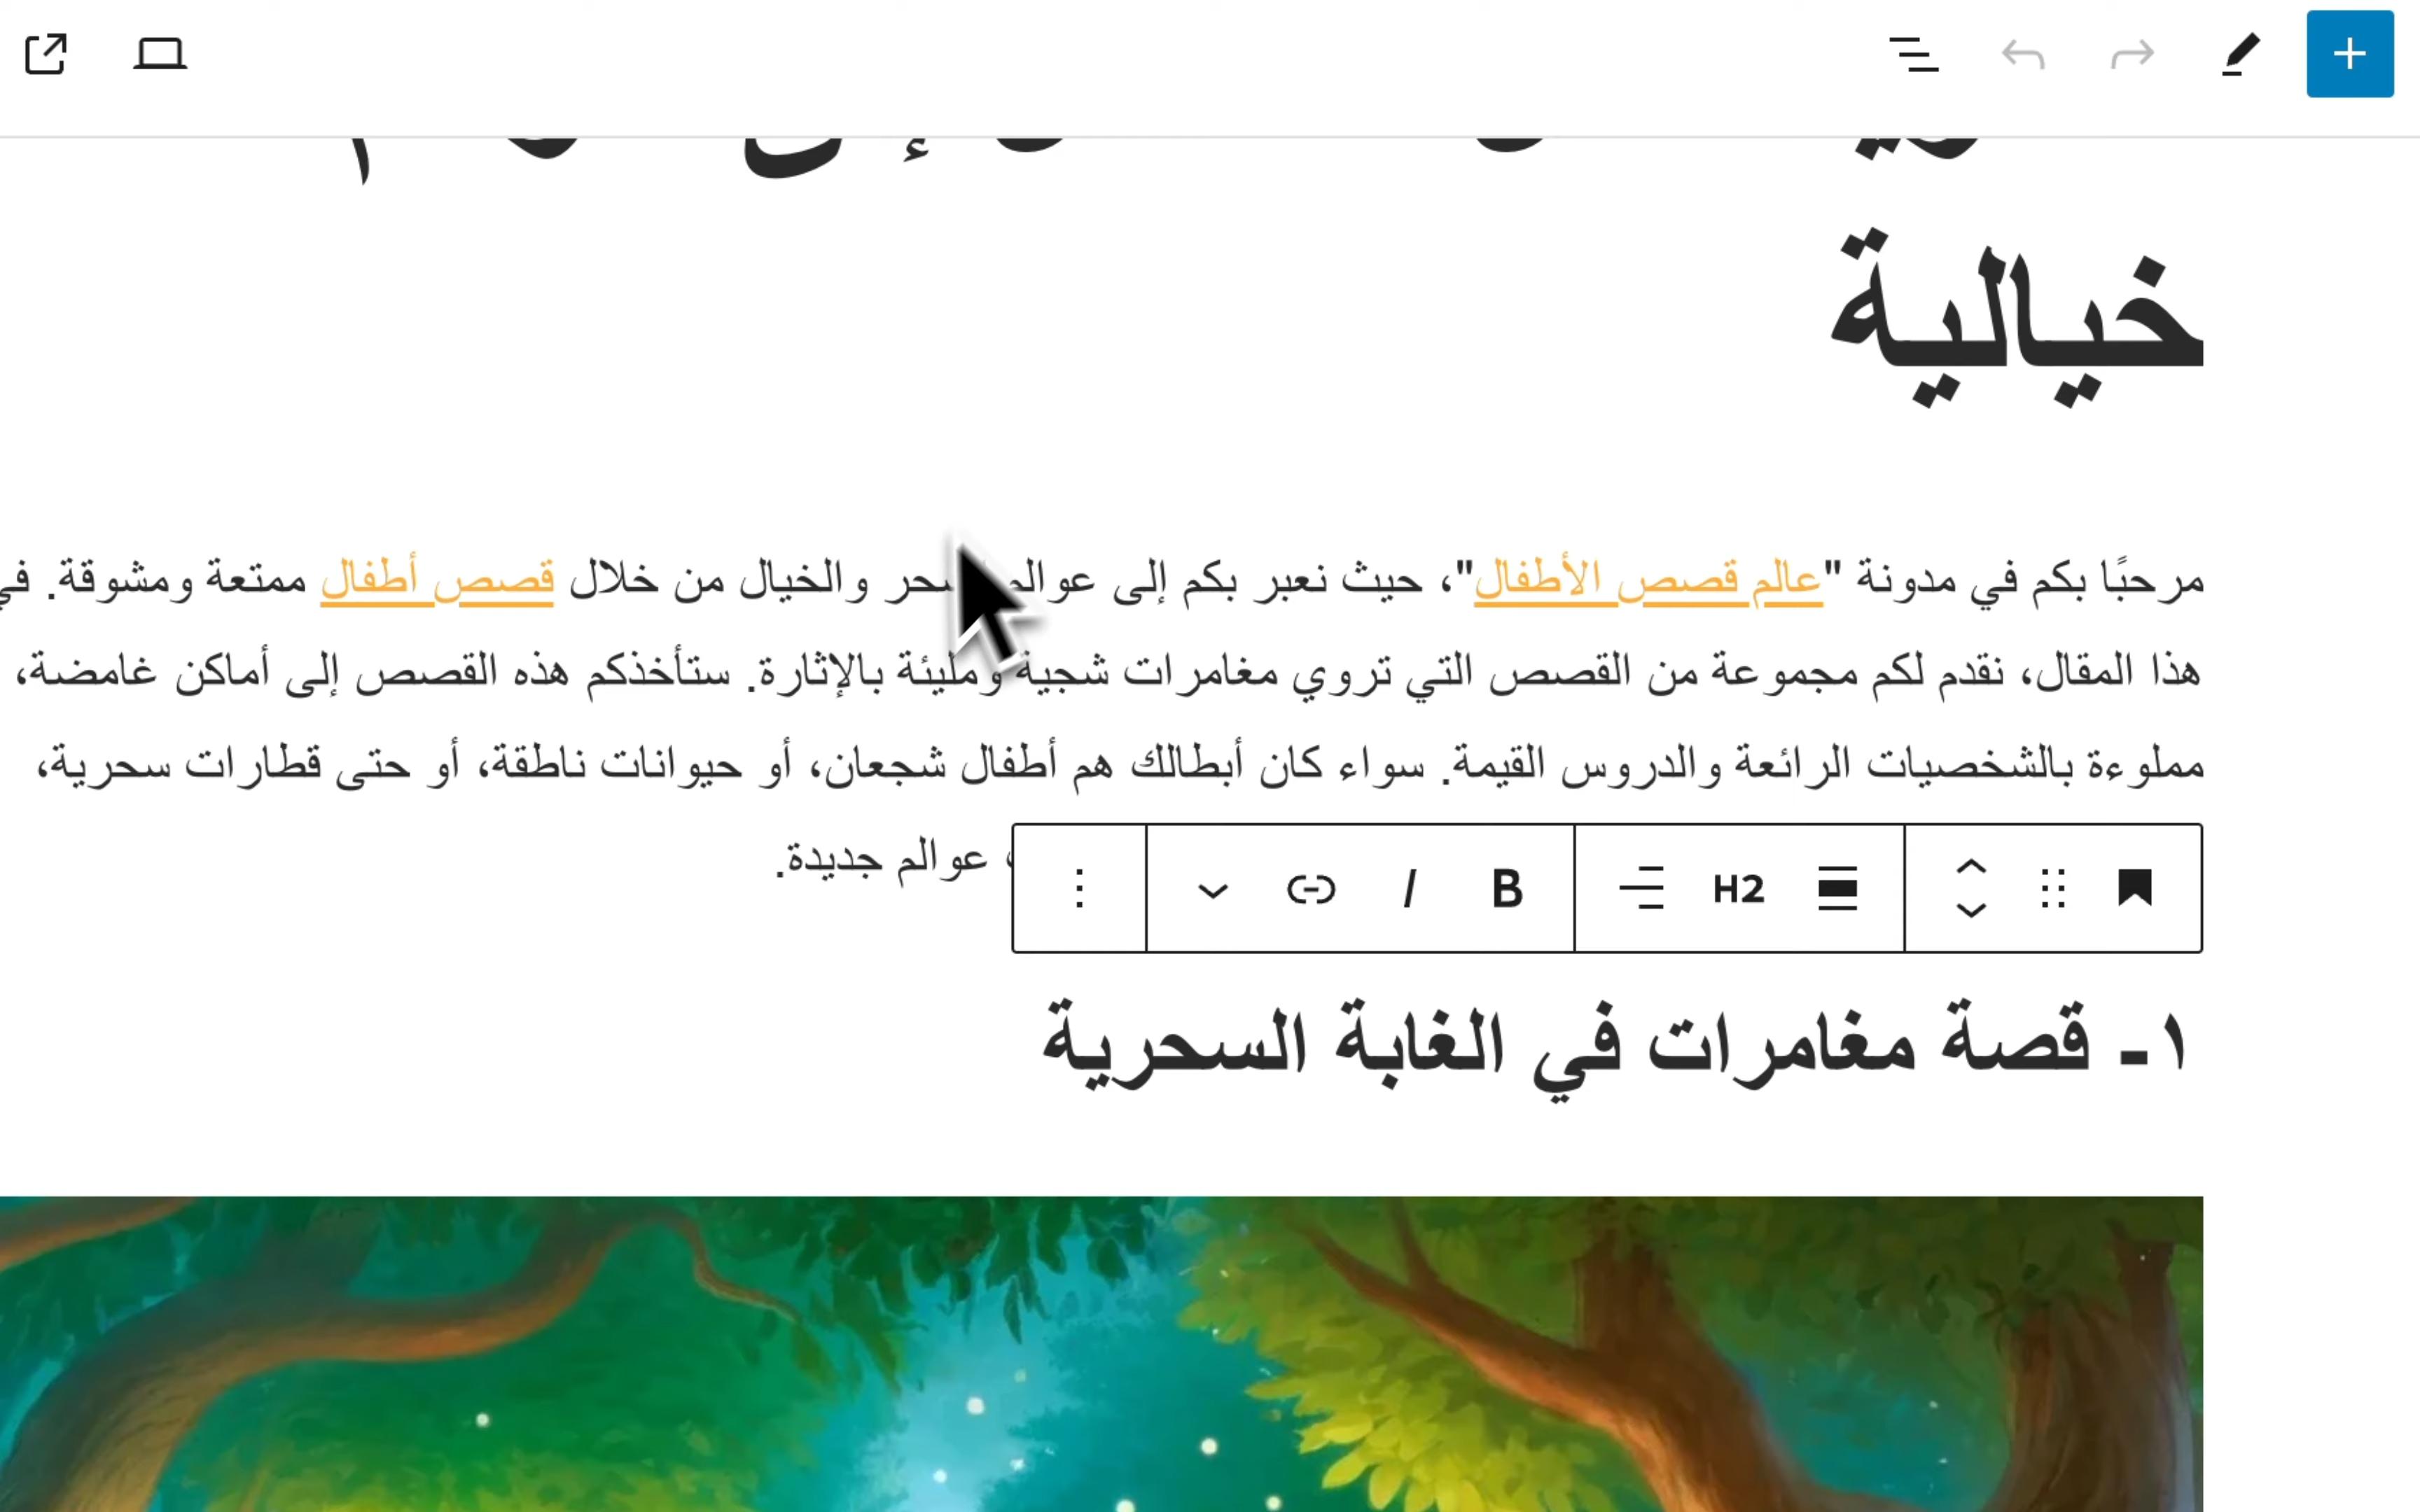 خيالية
مرحبًا بكم في مدونة "عالم قصص الأطفال"، حيث نعبر بكم إلى عوالم والخيال من خلال قصص أطفال ممتعة ومشوقة. في
هذا المقال، نقدم لكم مجموعة من القصص التي تروي مغامرات شجية ومليئة بالإثارة. ستأخذكم هذه القصص إلى أماكن غامضة،
مملوءة بالشخصيات الرائعة والدروس القيمة. سواء كان أبطالك هم أطفال شجعان، أو حيوانات ناطقة، أو حتى قطارات سحرية،
عوالم جديدة.
B I H2
١- قصة مغامرات في الغابة السحرية